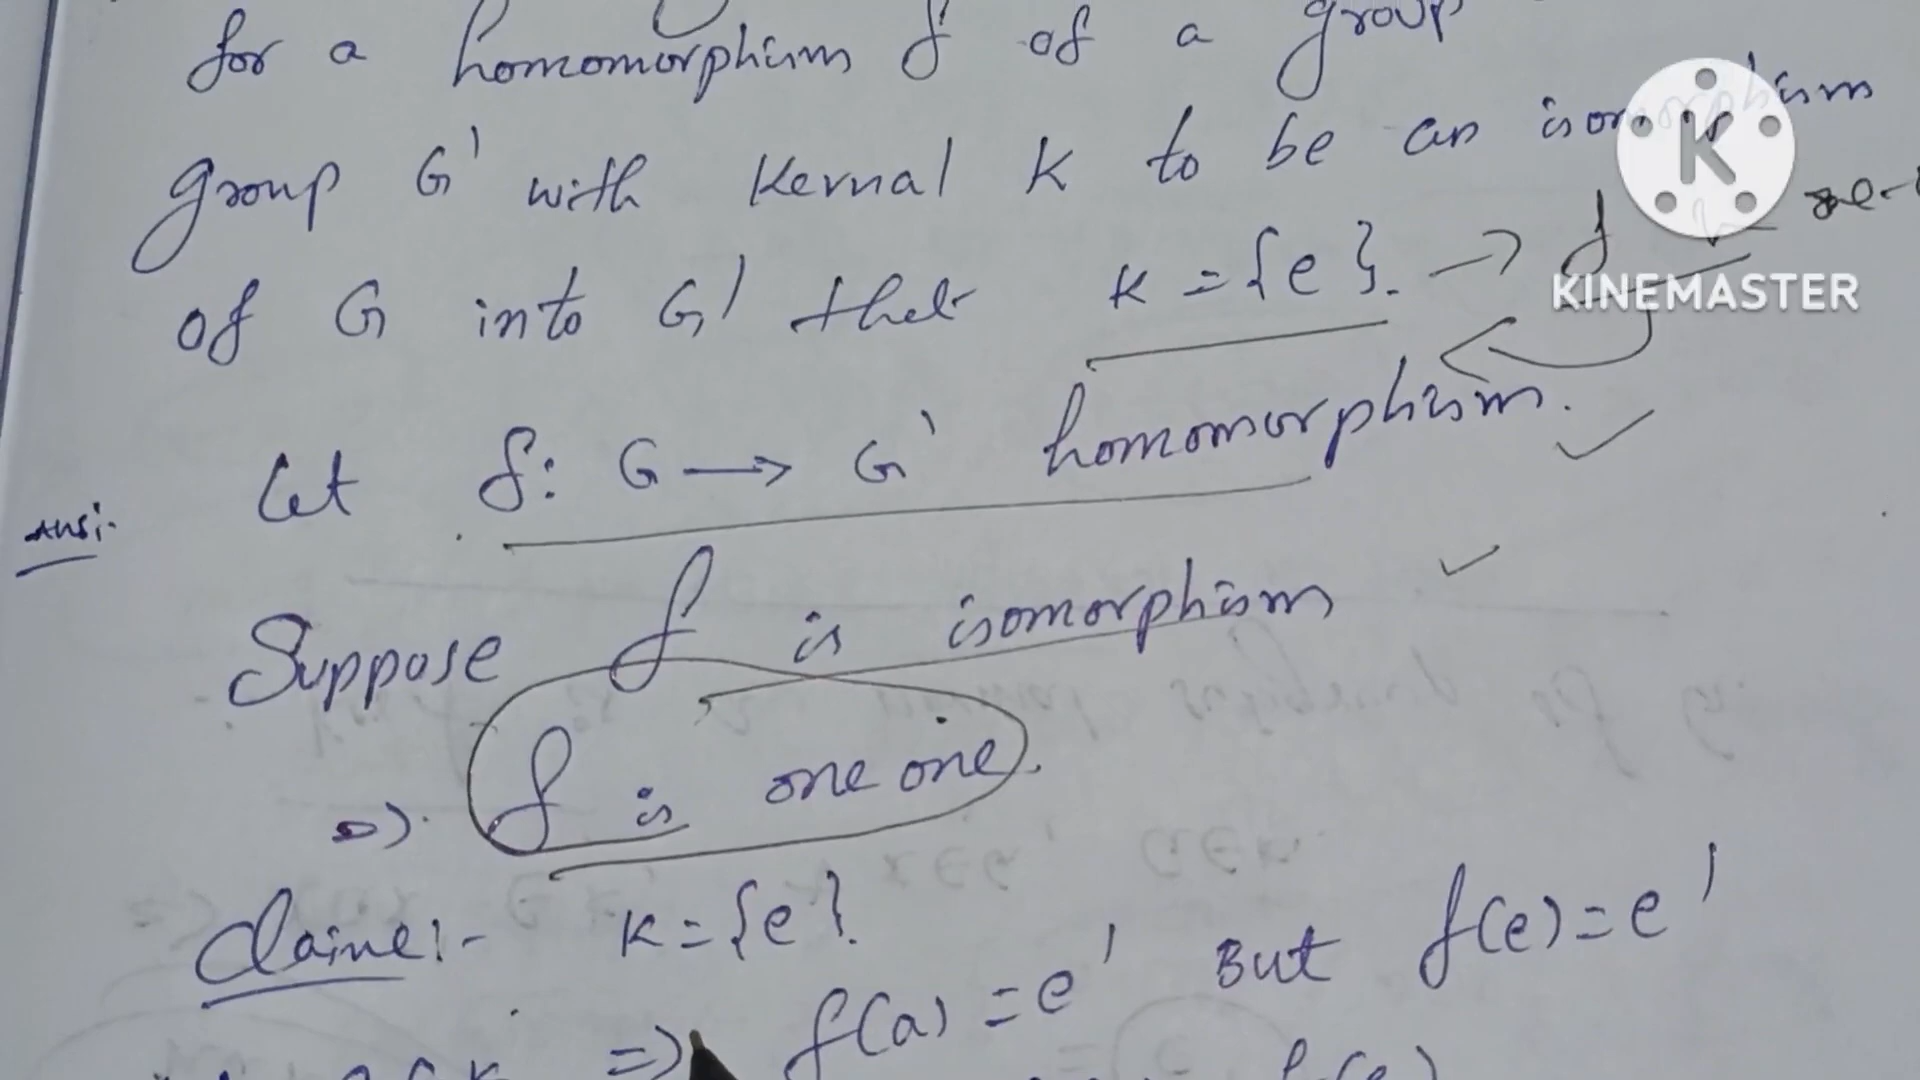 for a homomorphism f of a group
group G' with Kernal K to be an isomorphism
of G into G' that K = {e}. → f
Ans:- Let f: G → G' homomorphism.
Suppose f is isomorphism
⇒ f is one one.
Claime:- K = {e}.
⇒ f(a) = e' But f(e) = e'
K
KINEMASTER